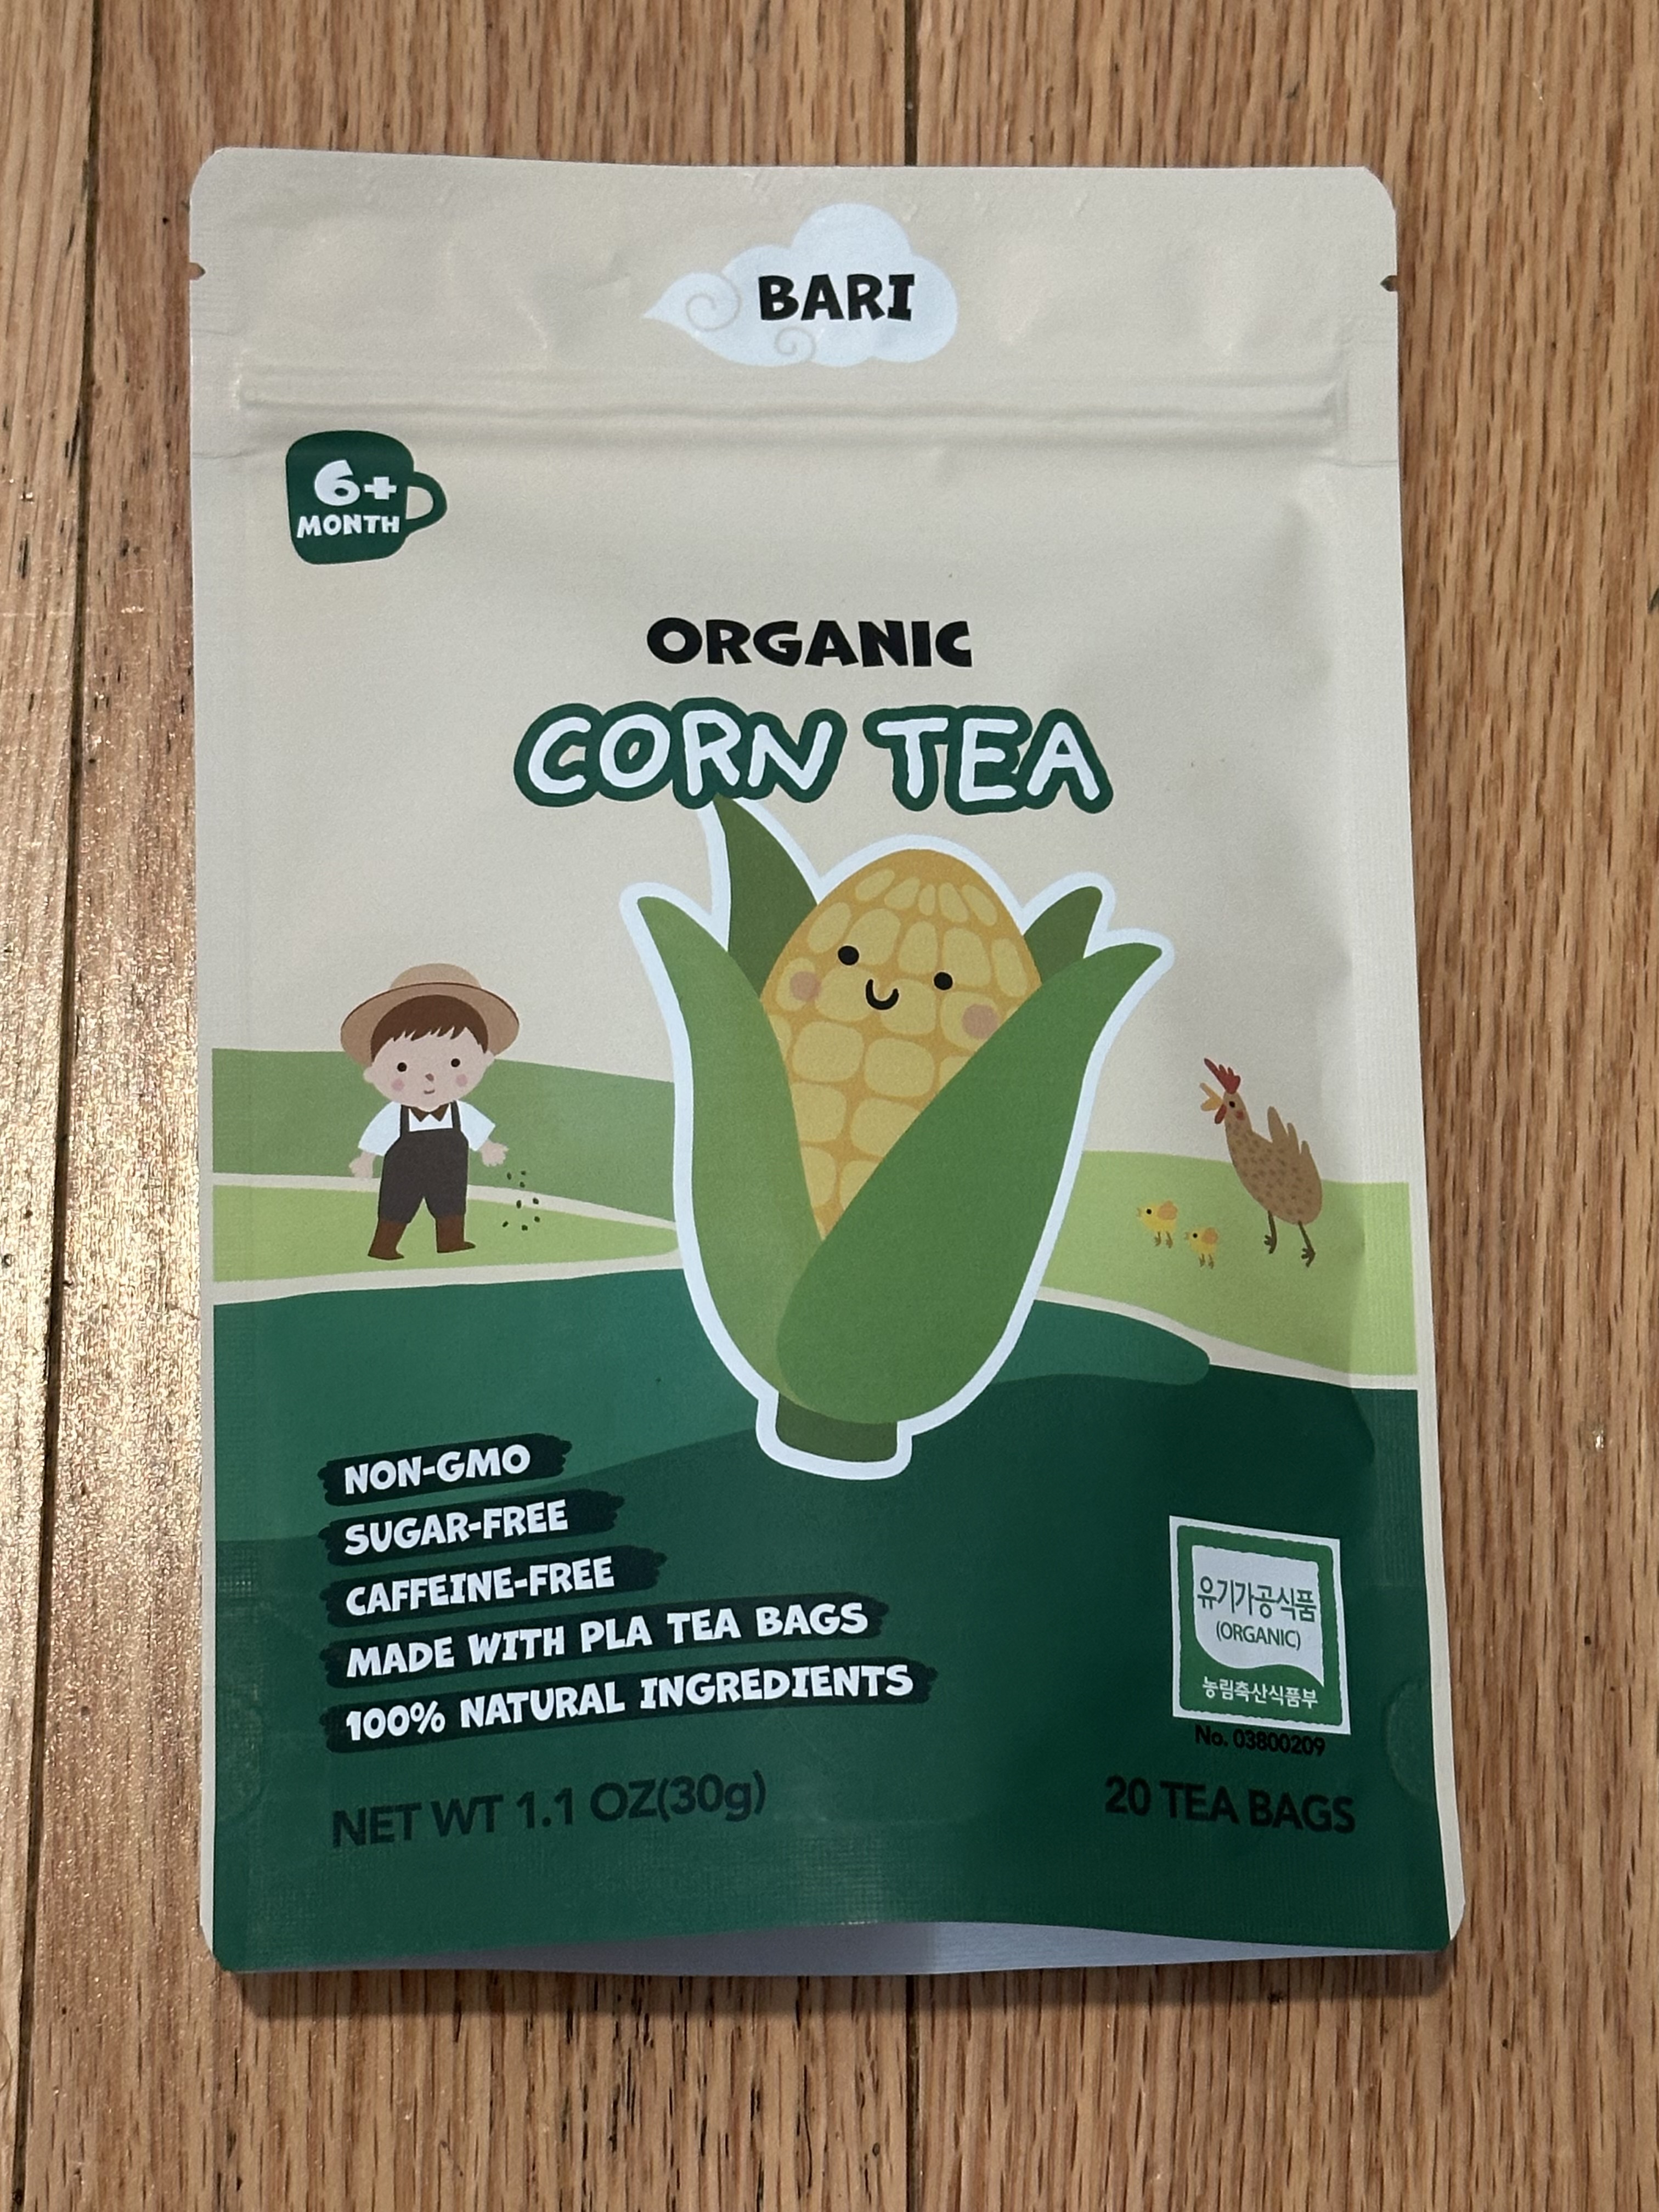 BARI
6+
MONTH
ORGANIC
CORN TEA
NON-GMO
SUGAR-FREE
CAFFEINE-FREE
MADE WITH PLA TEA BAGS
100% NATURAL INGREDIENTS
유기가공식품
(ORGANIC)
농림축산식품부
No. 03800209
NET WT 1.1 OZ(30g)
20 TEA BAGS